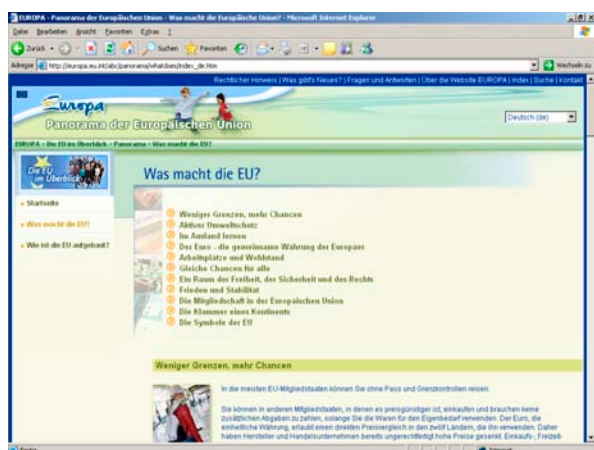 EUROPA - Panorama der Europäischen Union - Was macht die Europäische Union? - Microsoft Internet Explorer
Datei Bearbeiten Ansicht Favoriten Extras ?
Zurück Suchen Favoriten
Adresse http://europa.eu.int/abc/panorama/whatdoes/index_de.htm Wechseln zu
Rechtlicher Hinweis | Was gibt's Neues? | Fragen und Antworten | Über die Website EUROPA | Index | Suche | Kontakt
Europa
Panorama der Europäischen Union
Deutsch (de)
EUROPA > Die EU im Überblick > Panorama > Was macht die EU?
Die EU
im Überblick
Startseite
Was macht die EU?
Wie ist die EU aufgebaut?
Was macht die EU?
Weniger Grenzen, mehr Chancen
Aktiver Umweltschutz
Im Ausland lernen
Der Euro - die gemeinsame Währung der Europäer
Arbeitsplätze und Wohlstand
Gleiche Chancen für alle
Ein Raum der Freiheit, der Sicherheit und des Rechts
Frieden und Stabilität
Die Mitgliedschaft in der Europäischen Union
Die Klammer eines Kontinents
Die Symbole der EU
Weniger Grenzen, mehr Chancen
In die meisten EU-Mitgliedstaaten können Sie ohne Pass und Grenzkontrollen reisen.
Sie können in anderen Mitgliedstaaten, in denen es preisgünstiger ist, einkaufen und brauchen keine
zusätzlichen Abgaben zu zahlen, solange Sie die Waren für den Eigenbedarf verwenden. Der Euro, die
einheitliche Währung, erlaubt einen direkten Preisvergleich in den zwölf Ländern, die ihn verwenden. Daher
haben Hersteller und Handelsunternehmen bereits ungerechtfertigt hohe Preise gesenkt. Einkaufs-, Freizeit-